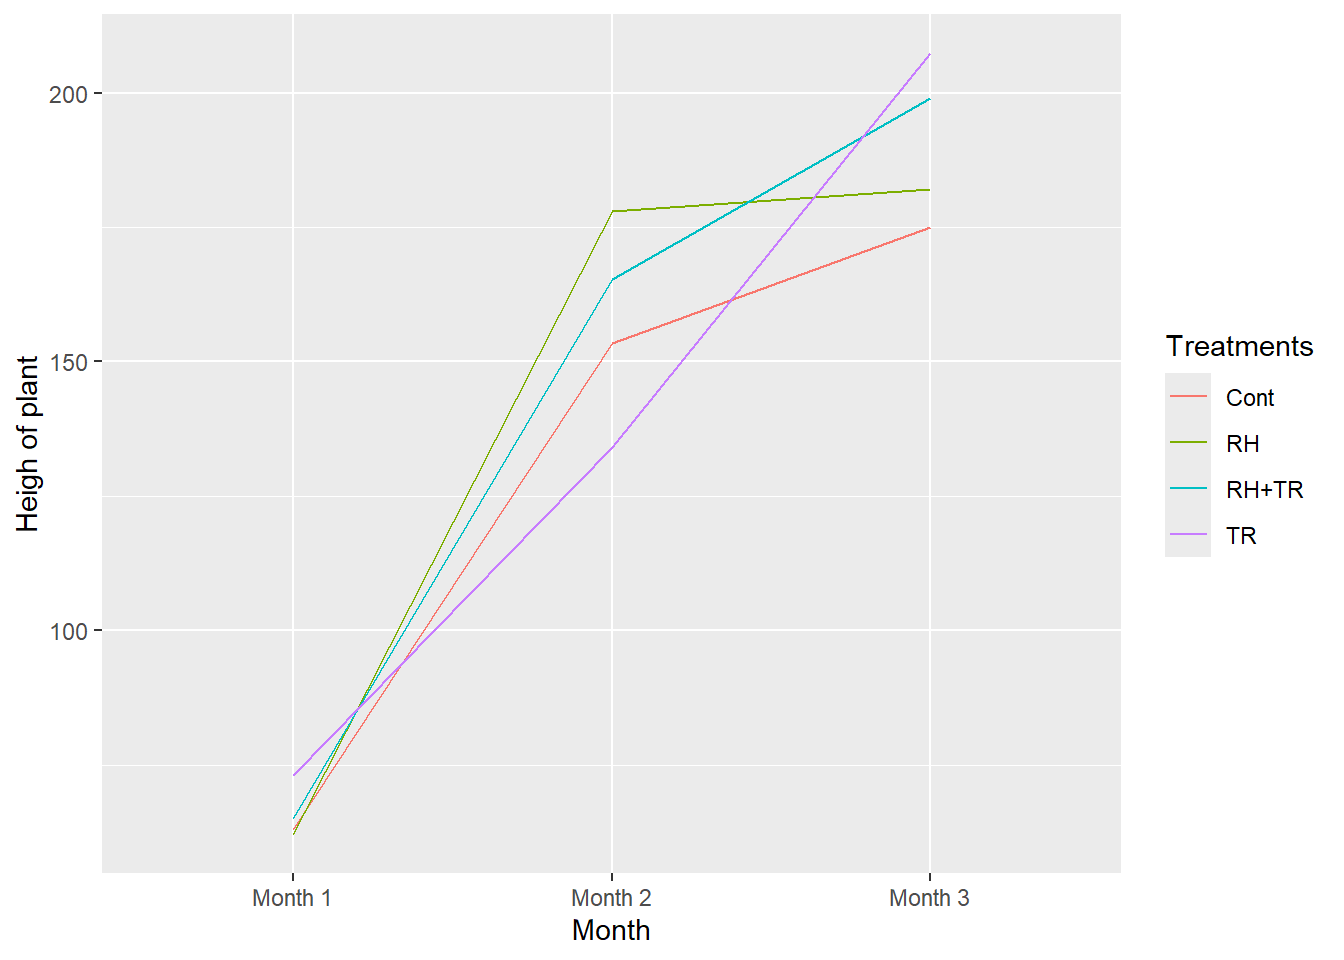 200
150
100
Heigh of plant
Month 1
Month 2
Month 3
Month
Treatments
Cont
RH
RH+TR
TR